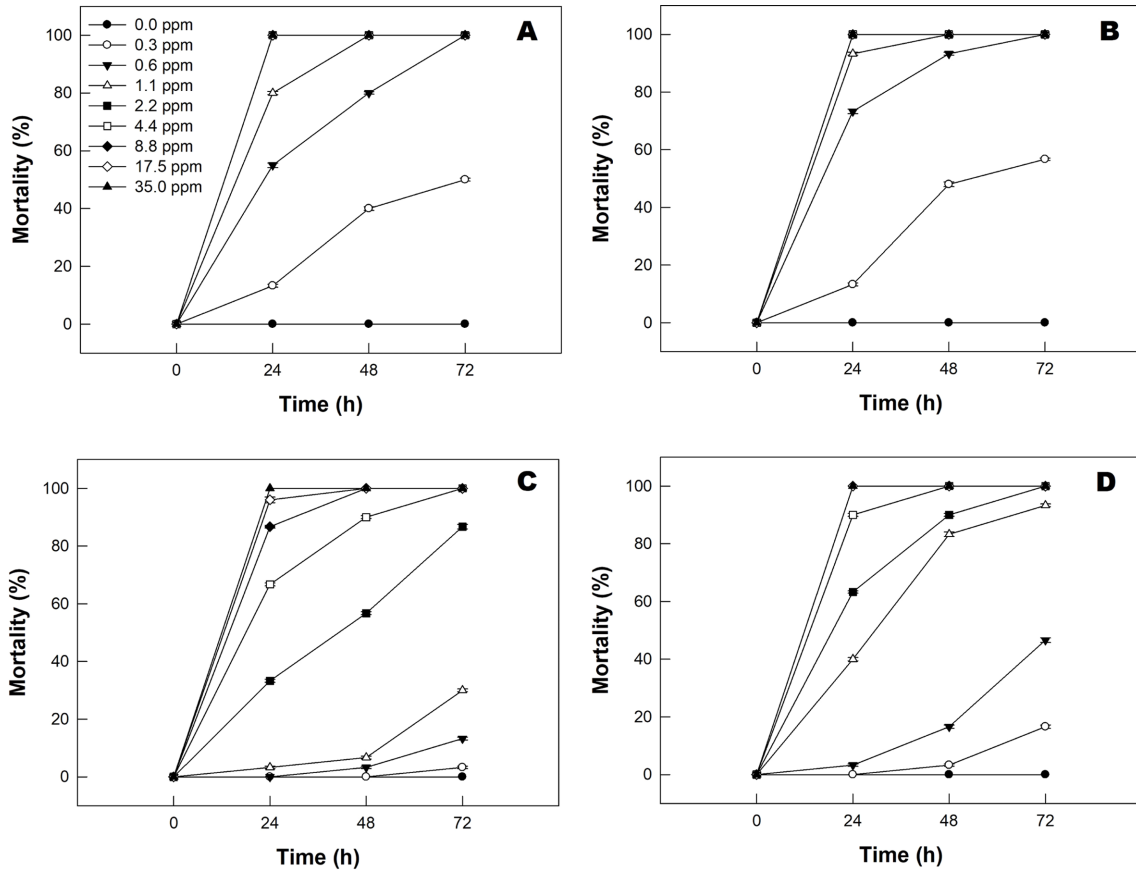 A
100
80
60
40
20
0
Mortality (%)
0.0 ppm
0.3 ppm
0.6 ppm
1.1 ppm
2.2 ppm
4.4 ppm
8.8 ppm
17.5 ppm
35.0 ppm
0 24 48 72
Time (h)
B
100
80
60
40
20
0
Mortality (%)
0 24 48 72
Time (h)
C
100
80
60
40
20
0
Mortality (%)
0 24 48 72
Time (h)
D
100
80
60
40
20
0
Mortality (%)
0 24 48 72
Time (h)